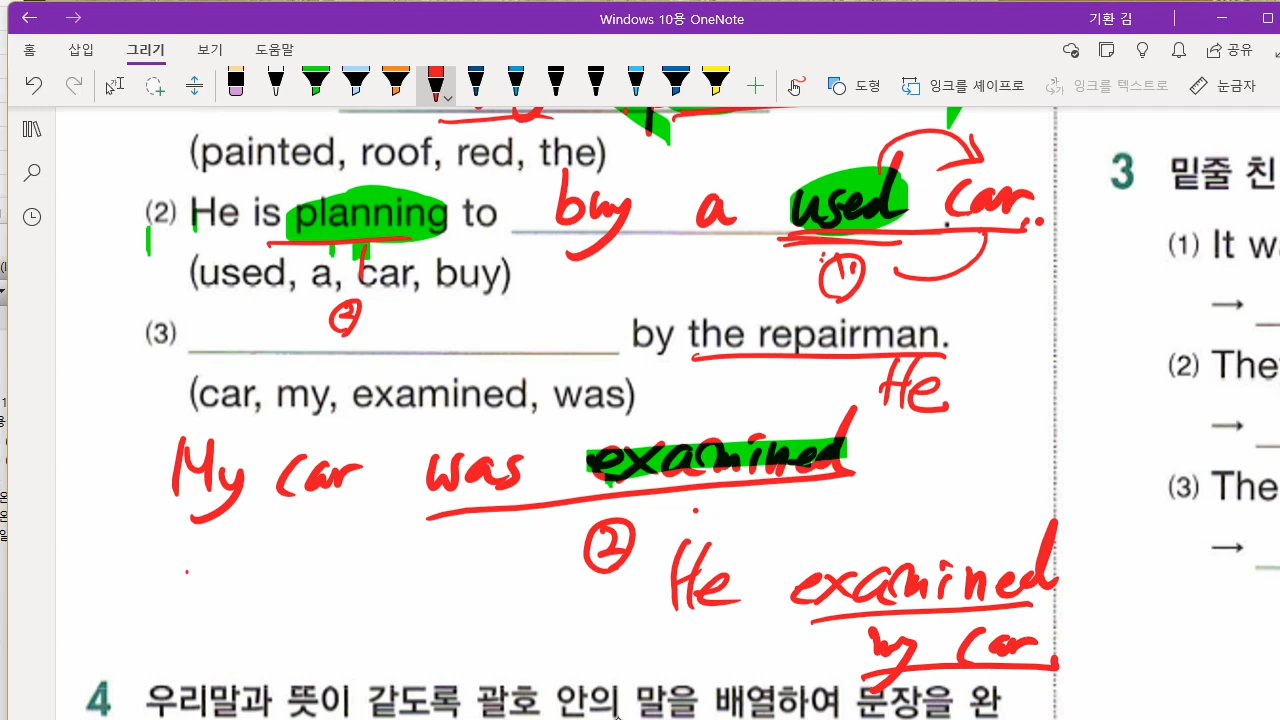 Windows 10용 OneNote
기환 김
홈 삽입 그리기 보기 도움말
공유
도형 잉크를 셰이프로 잉크를 텍스트로 눈금자
(painted, roof, red, the)
(2) He is planning to buy a used car.
①
(used, a, car, buy)
②
(3) by the repairman.
He
(car, my, examined, was)
My car was examined
②
He examined
my car.
4 우리말과 뜻이 같도록 괄호 안의 말을 배열하여 문장을 완
3 밑줄 친
(1) It w
→
(2) The
→
(3) The
→